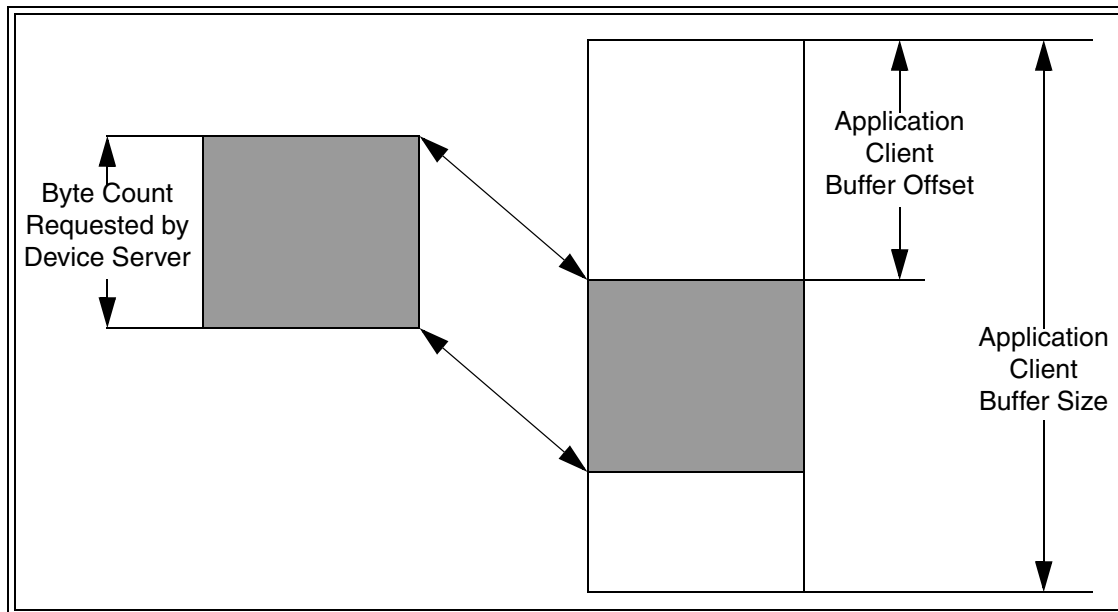 Byte Count
Requested by
Device Server
Application
Client
Buffer Offset
Application
Client
Buffer Size